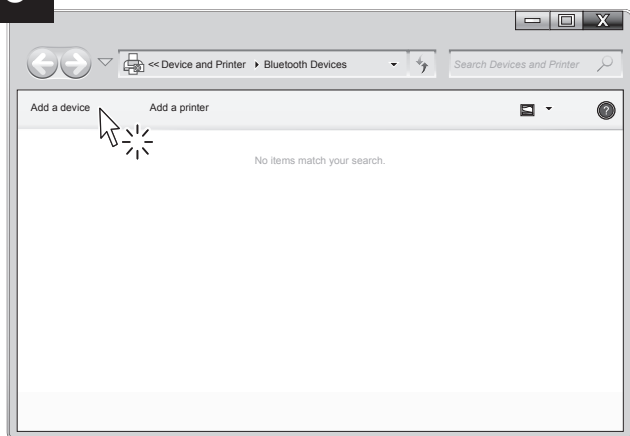 X
<< Device and Printer ▸ Bluetooth Devices
Search Devices and Printer
Add a device
Add a printer
?
No items match your search.